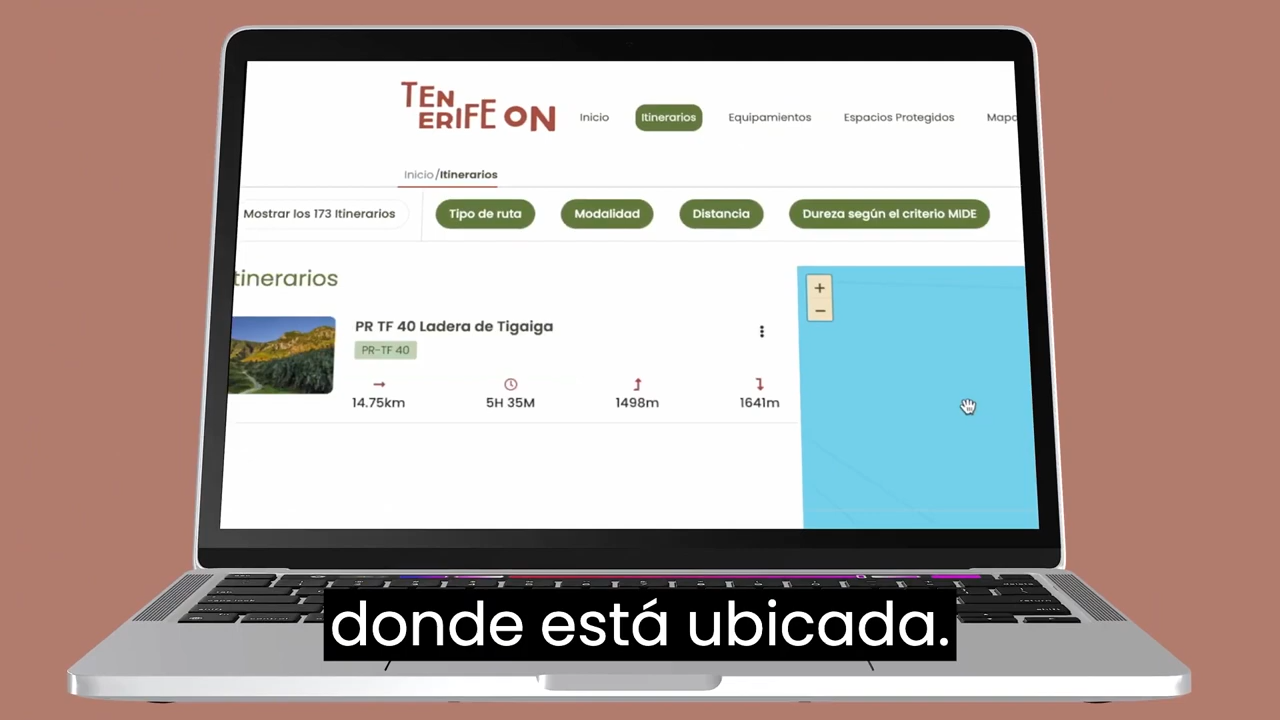 TEN
ERIFE ON
Inicio
Itinerarios
Equipamientos
Espacios Protegidos
Mapa
Inicio/Itinerarios
Mostrar los 173 Itinerarios
Tipo de ruta
Modalidad
Distancia
Dureza según el criterio MIDE
tinerarios
+
−
PR TF 40 Ladera de Tigaiga
PR-TF 40
14.75km
5H 35M
1498m
1641m
donde está ubicada.